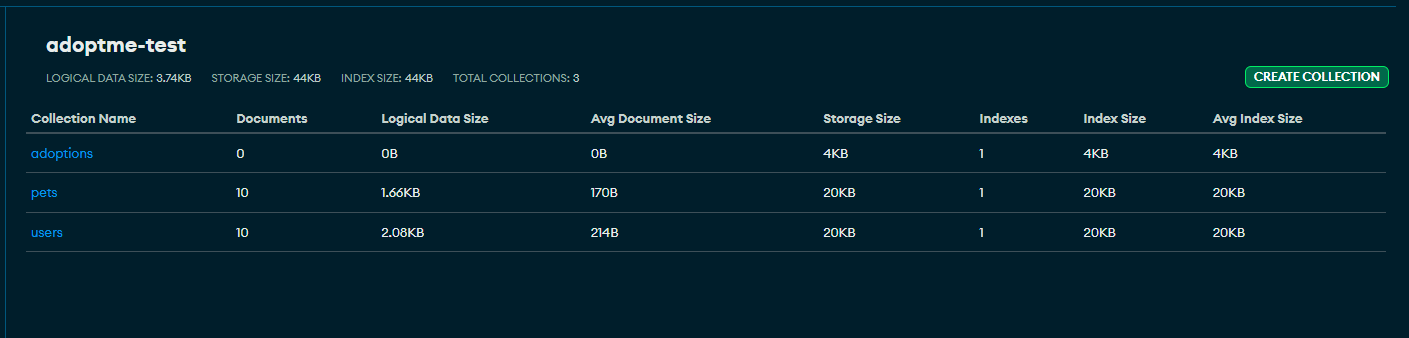 adoptme-test
LOGICAL DATA SIZE: 3.74KB STORAGE SIZE: 44KB INDEX SIZE: 44KB TOTAL COLLECTIONS: 3
CREATE COLLECTION
Collection Name Documents Logical Data Size Avg Document Size Storage Size Indexes Index Size Avg Index Size
adoptions 0 0B 0B 4KB 1 4KB 4KB
pets 10 1.66KB 170B 20KB 1 20KB 20KB
users 10 2.08KB 214B 20KB 1 20KB 20KB